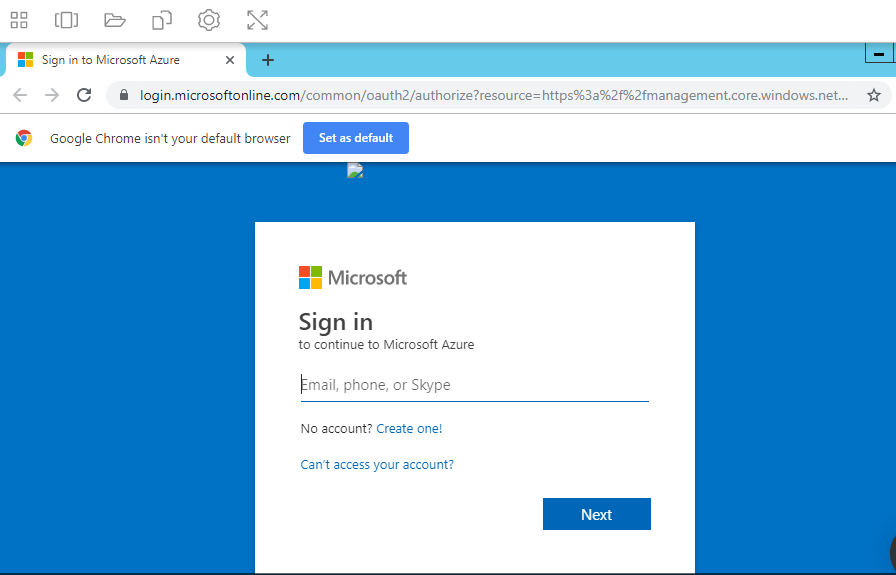 Sign in to Microsoft Azure
login.microsoftonline.com/common/oauth2/authorize?resource=https%3a%2f%2fmanagement.core.windows.net...
Google Chrome isn't your default browser
Set as default
Microsoft
Sign in
to continue to Microsoft Azure
Email, phone, or Skype
No account? Create one!
Can't access your account?
Next